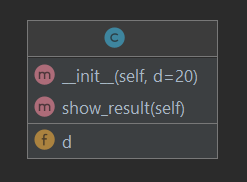 c
m __init__(self, d=20)
m show_result(self)
f d